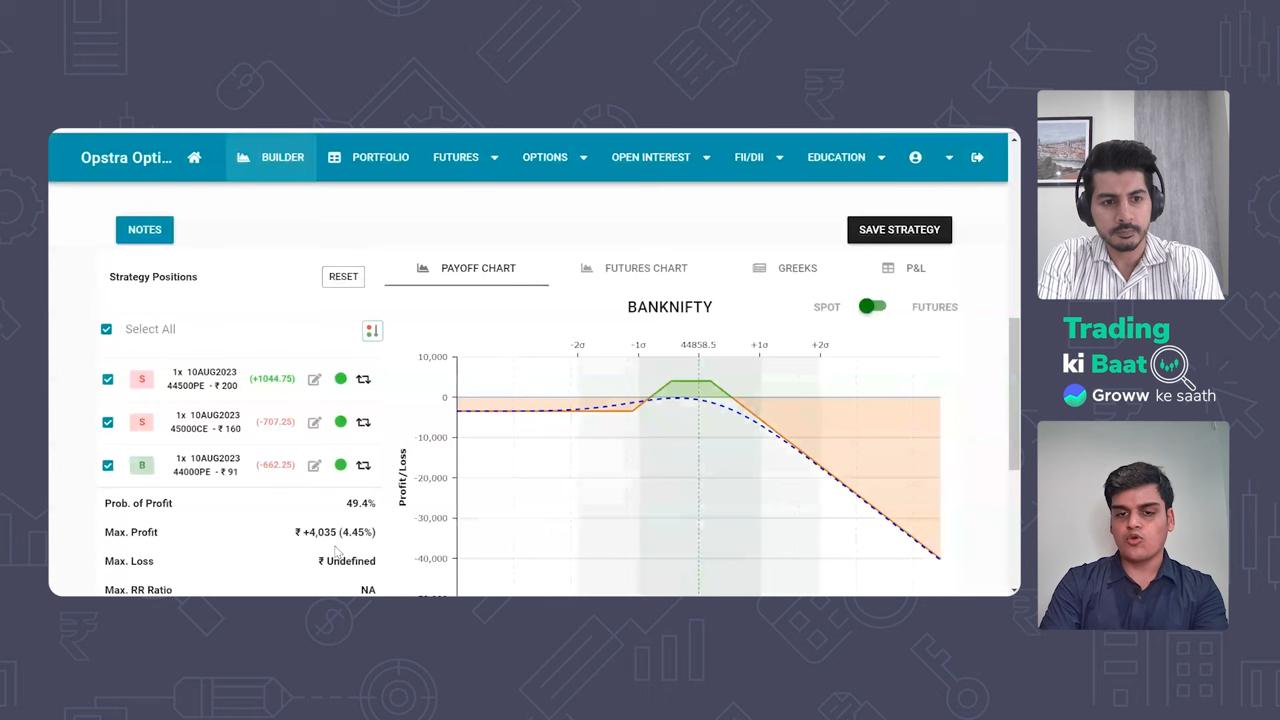 Opstra Opti...
BUILDER
PORTFOLIO
FUTURES
OPTIONS
OPEN INTEREST
FII/DII
EDUCATION
NOTES
SAVE STRATEGY
Strategy Positions
RESET
PAYOFF CHART
FUTURES CHART
GREEKS
P&L
BANKNIFTY
SPOT
FUTURES
Select All
S
1x 10AUG2023
44500PE - ₹ 200
(+1044.75)
S
1x 10AUG2023
45000CE - ₹ 160
(-707.25)
B
1x 10AUG2023
44000PE - ₹ 91
(-662.25)
Prob. of Profit
49.4%
Max. Profit
₹ +4,035 (4.45%)
Max. Loss
₹ Undefined
Max. RR Ratio
NA
-2σ
-1σ
44858.5
+1σ
+2σ
10,000
0
-10,000
-20,000
-30,000
-40,000
Profit/Loss
Trading
ki Baat
Groww ke saath